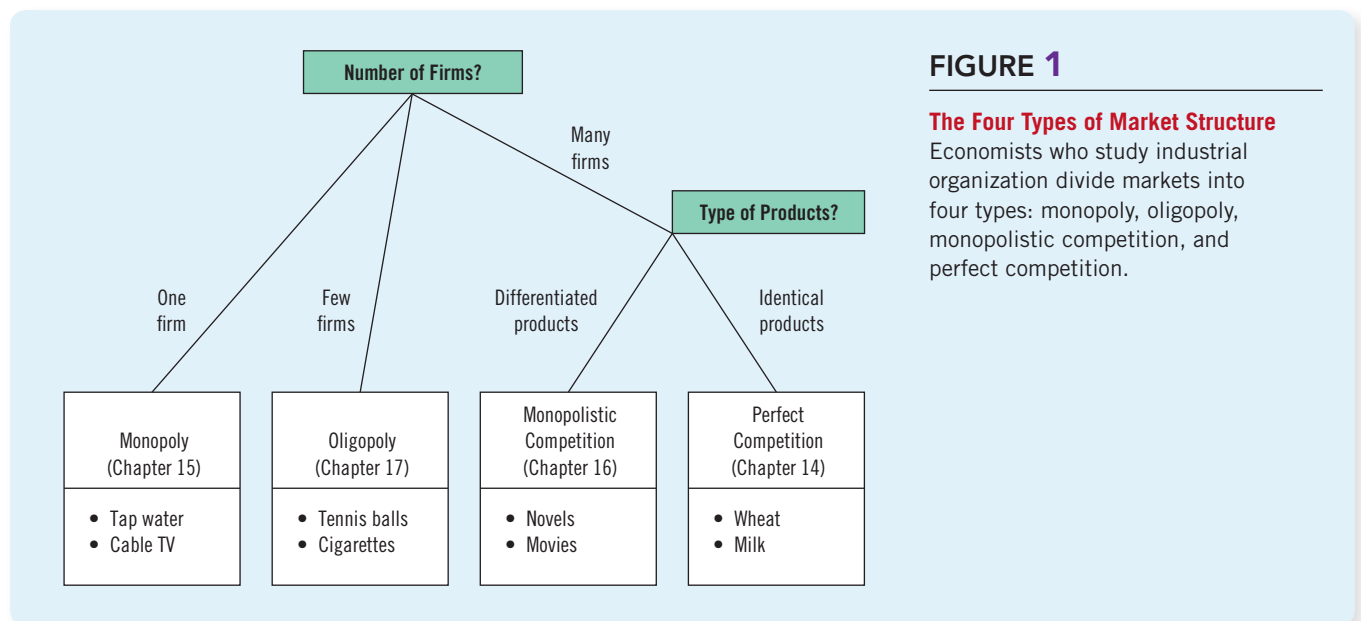 Number of Firms?
Many
firms
Type of Products?
One
firm
Few
firms
Differentiated
products
Identical
products
Monopoly
(Chapter 15)
• Tap water
• Cable TV
Oligopoly
(Chapter 17)
• Tennis balls
• Cigarettes
Monopolistic
Competition
(Chapter 16)
• Novels
• Movies
Perfect
Competition
(Chapter 14)
• Wheat
• Milk
FIGURE 1
The Four Types of Market Structure
Economists who study industrial
organization divide markets into
four types: monopoly, oligopoly,
monopolistic competition, and
perfect competition.